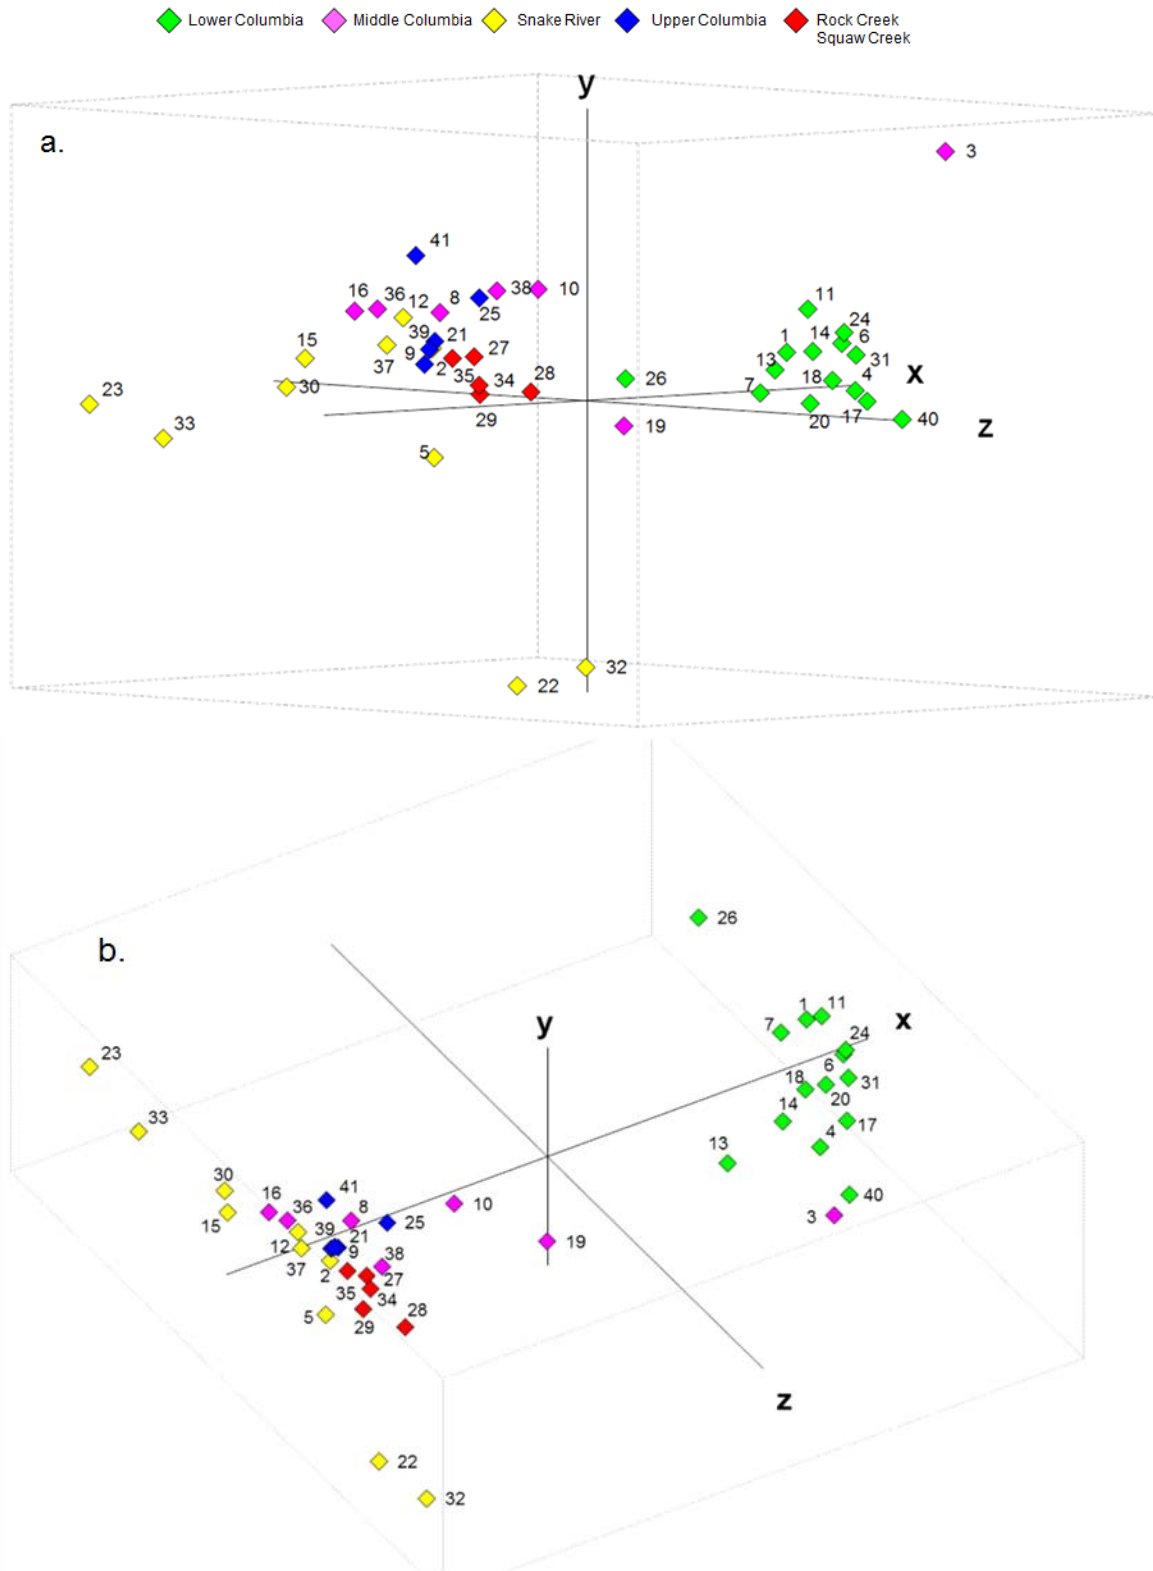 Lower Columbia Middle Columbia Snake River Upper Columbia Rock Creek
Squaw Creek
y
a.
3
41
16 36 12 8 25 38 10
11
24
39 21
1 14 6
15
9 27
13 31
37 2 35 34 28
26
18 4
x
23
30
7
29
20 17 40
z
33
19
5
32
22
26
b.
1 11
x
7
24
y
23
6
18 31
20
14
17
33
13
4
30
16 41
40
36 8
10
3
15
39 21 25
19
12 9
38
37 2 27
35 34
5 29 28
z
22
32